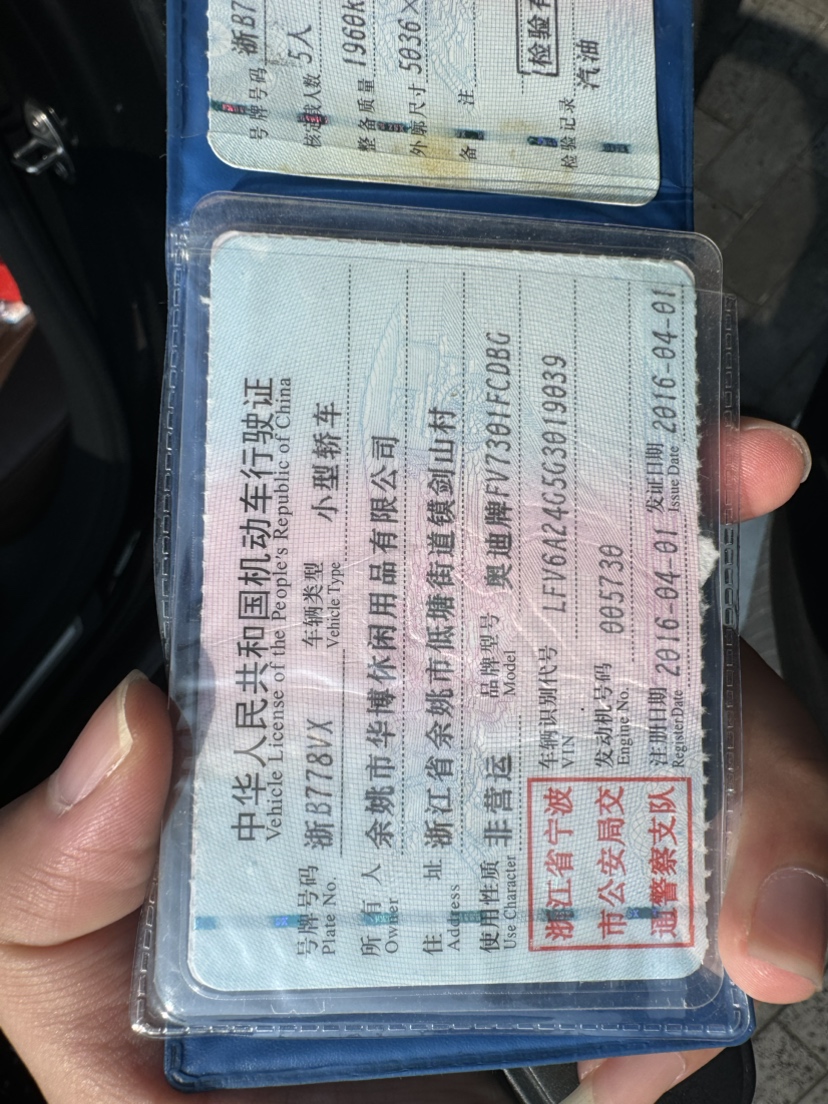 号牌号码 浙B7
核定载人数 5人
整备质量 1960k
外廓尺寸 5036×
备 注
检验记录
检验有
汽油
中华人民共和国机动车行驶证
Vehicle License of the People's Republic of China
号牌号码 浙B778VX 车辆类型 小型轿车
Plate No. Vehicle Type
所有人 余姚市华博休闲用品有限公司
Owner
住 址 浙江省余姚市低塘街道镆剑山村
Address
使用性质 非营运 品牌型号 奥迪牌FV7301FCDBG
Use Character Model
浙江省宁波
市公安局交
通警察支队
车辆识别代号 LFV6A24G5G3019039
VIN
发动机号码 005730
Engine No.
注册日期 2016-04-01 发证日期 2016-04-01
RegisterDate Issue Date